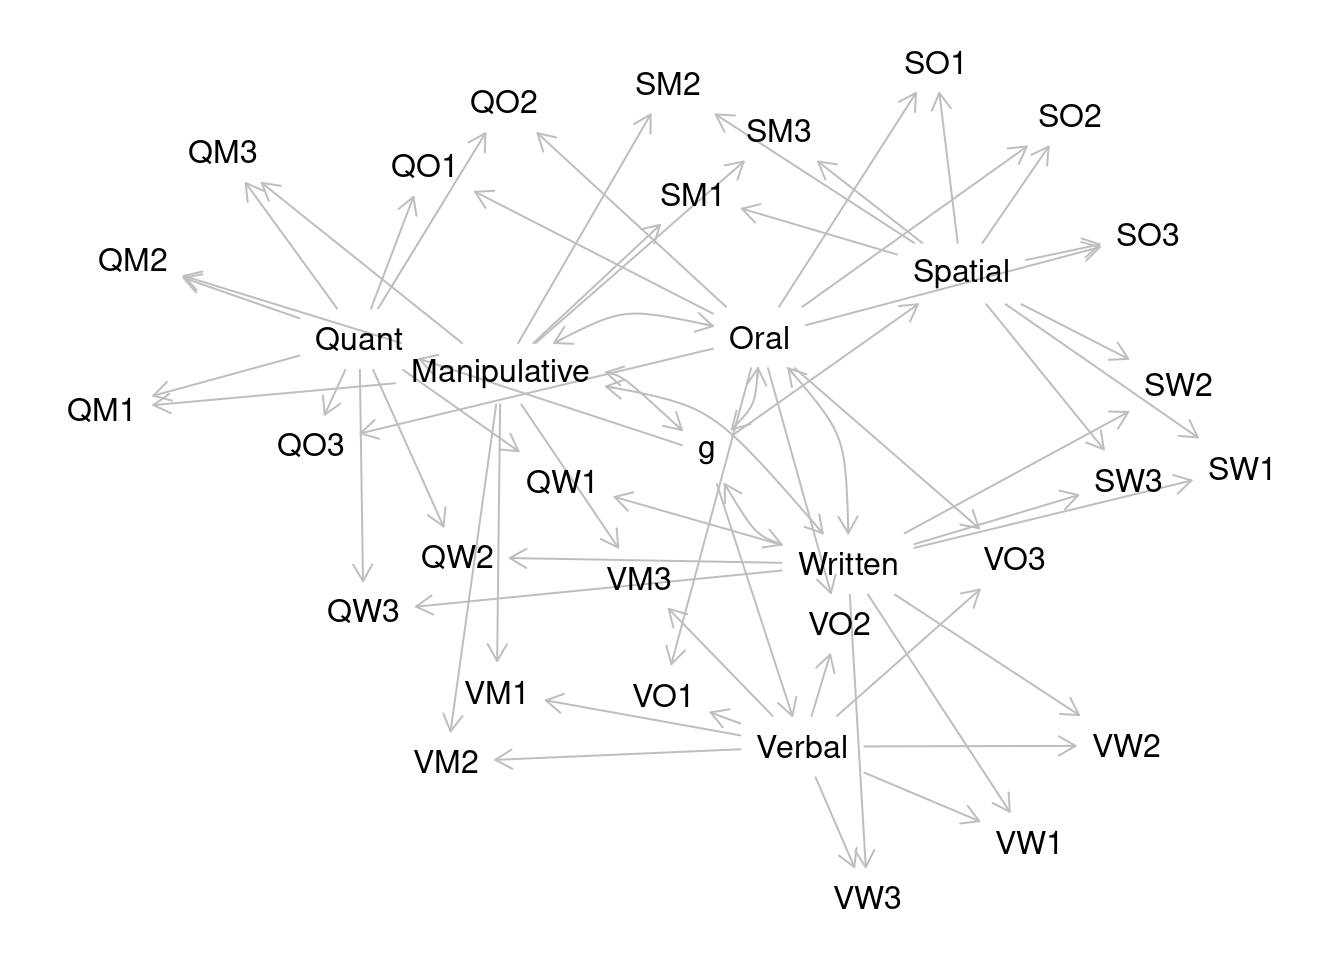 SO1
SM2
QO2
SO2
SM3
QM3
QO1
SM1
SO3
QM2
Spatial
Quant
Oral
Manipulative
SW2
QM1
QO3
g
SW1
QW1
SW3
QW2
Written
VO3
VM3
QW3
VO2
VM1
VO1
Verbal
VW2
VM2
VW1
VW3